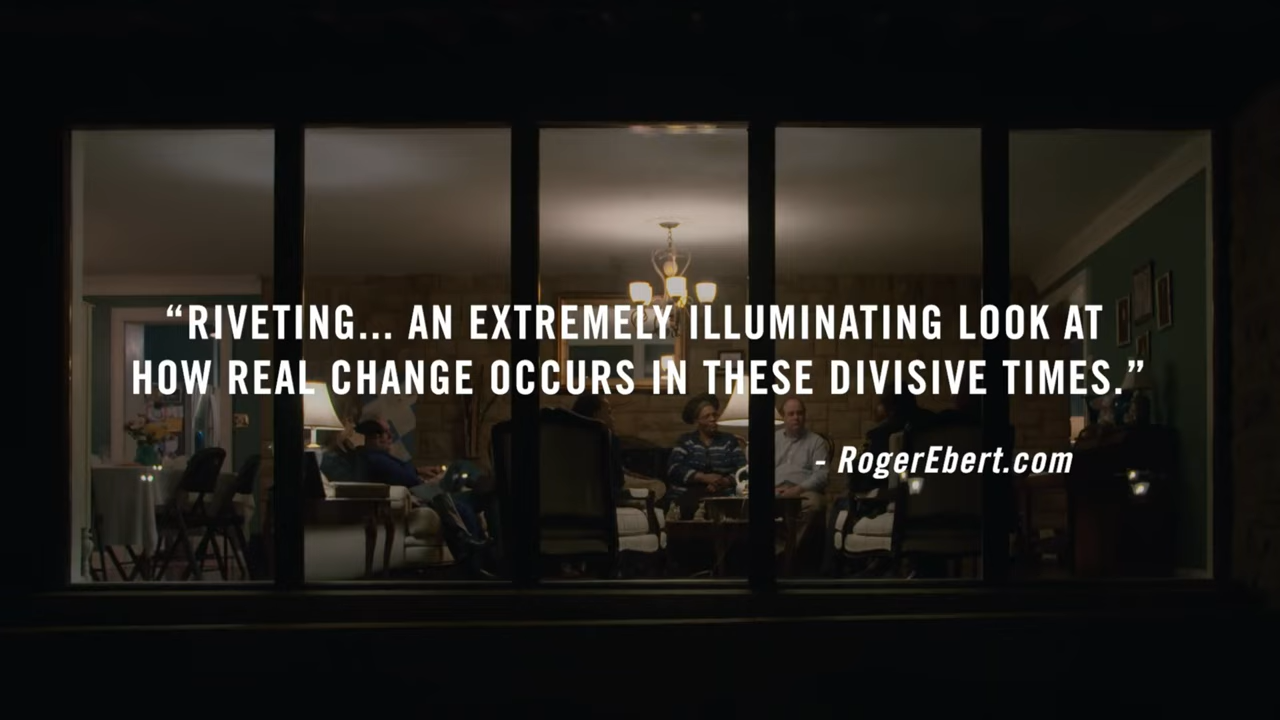 “RIVETING... AN EXTREMELY ILLUMINATING LOOK AT
HOW REAL CHANGE OCCURS IN THESE DIVISIVE TIMES.”
- RogerEbert.com